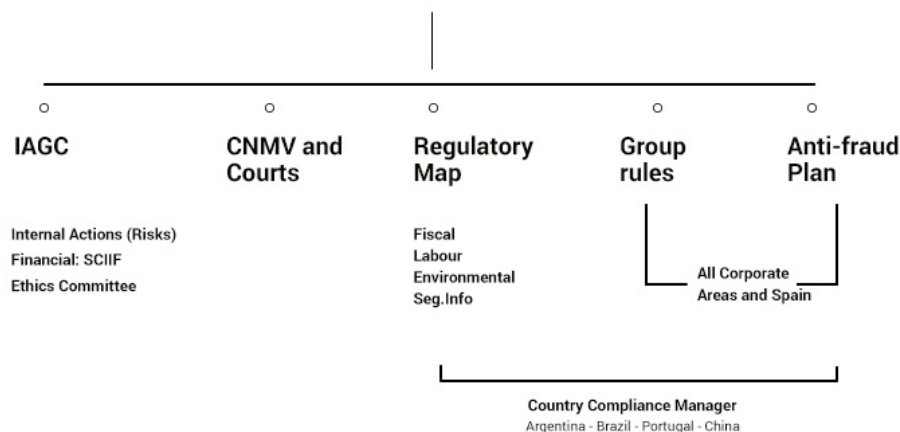 IAGC
CNMV and
Courts
Regulatory
Map
Group
rules
Anti-fraud
Plan
Internal Actions (Risks)
Financial: SCIIF
Ethics Committee
Fiscal
Labour
Environmental
Seg.Info
All Corporate
Areas and Spain
Country Compliance Manager
Argentina - Brazil - Portugal - China